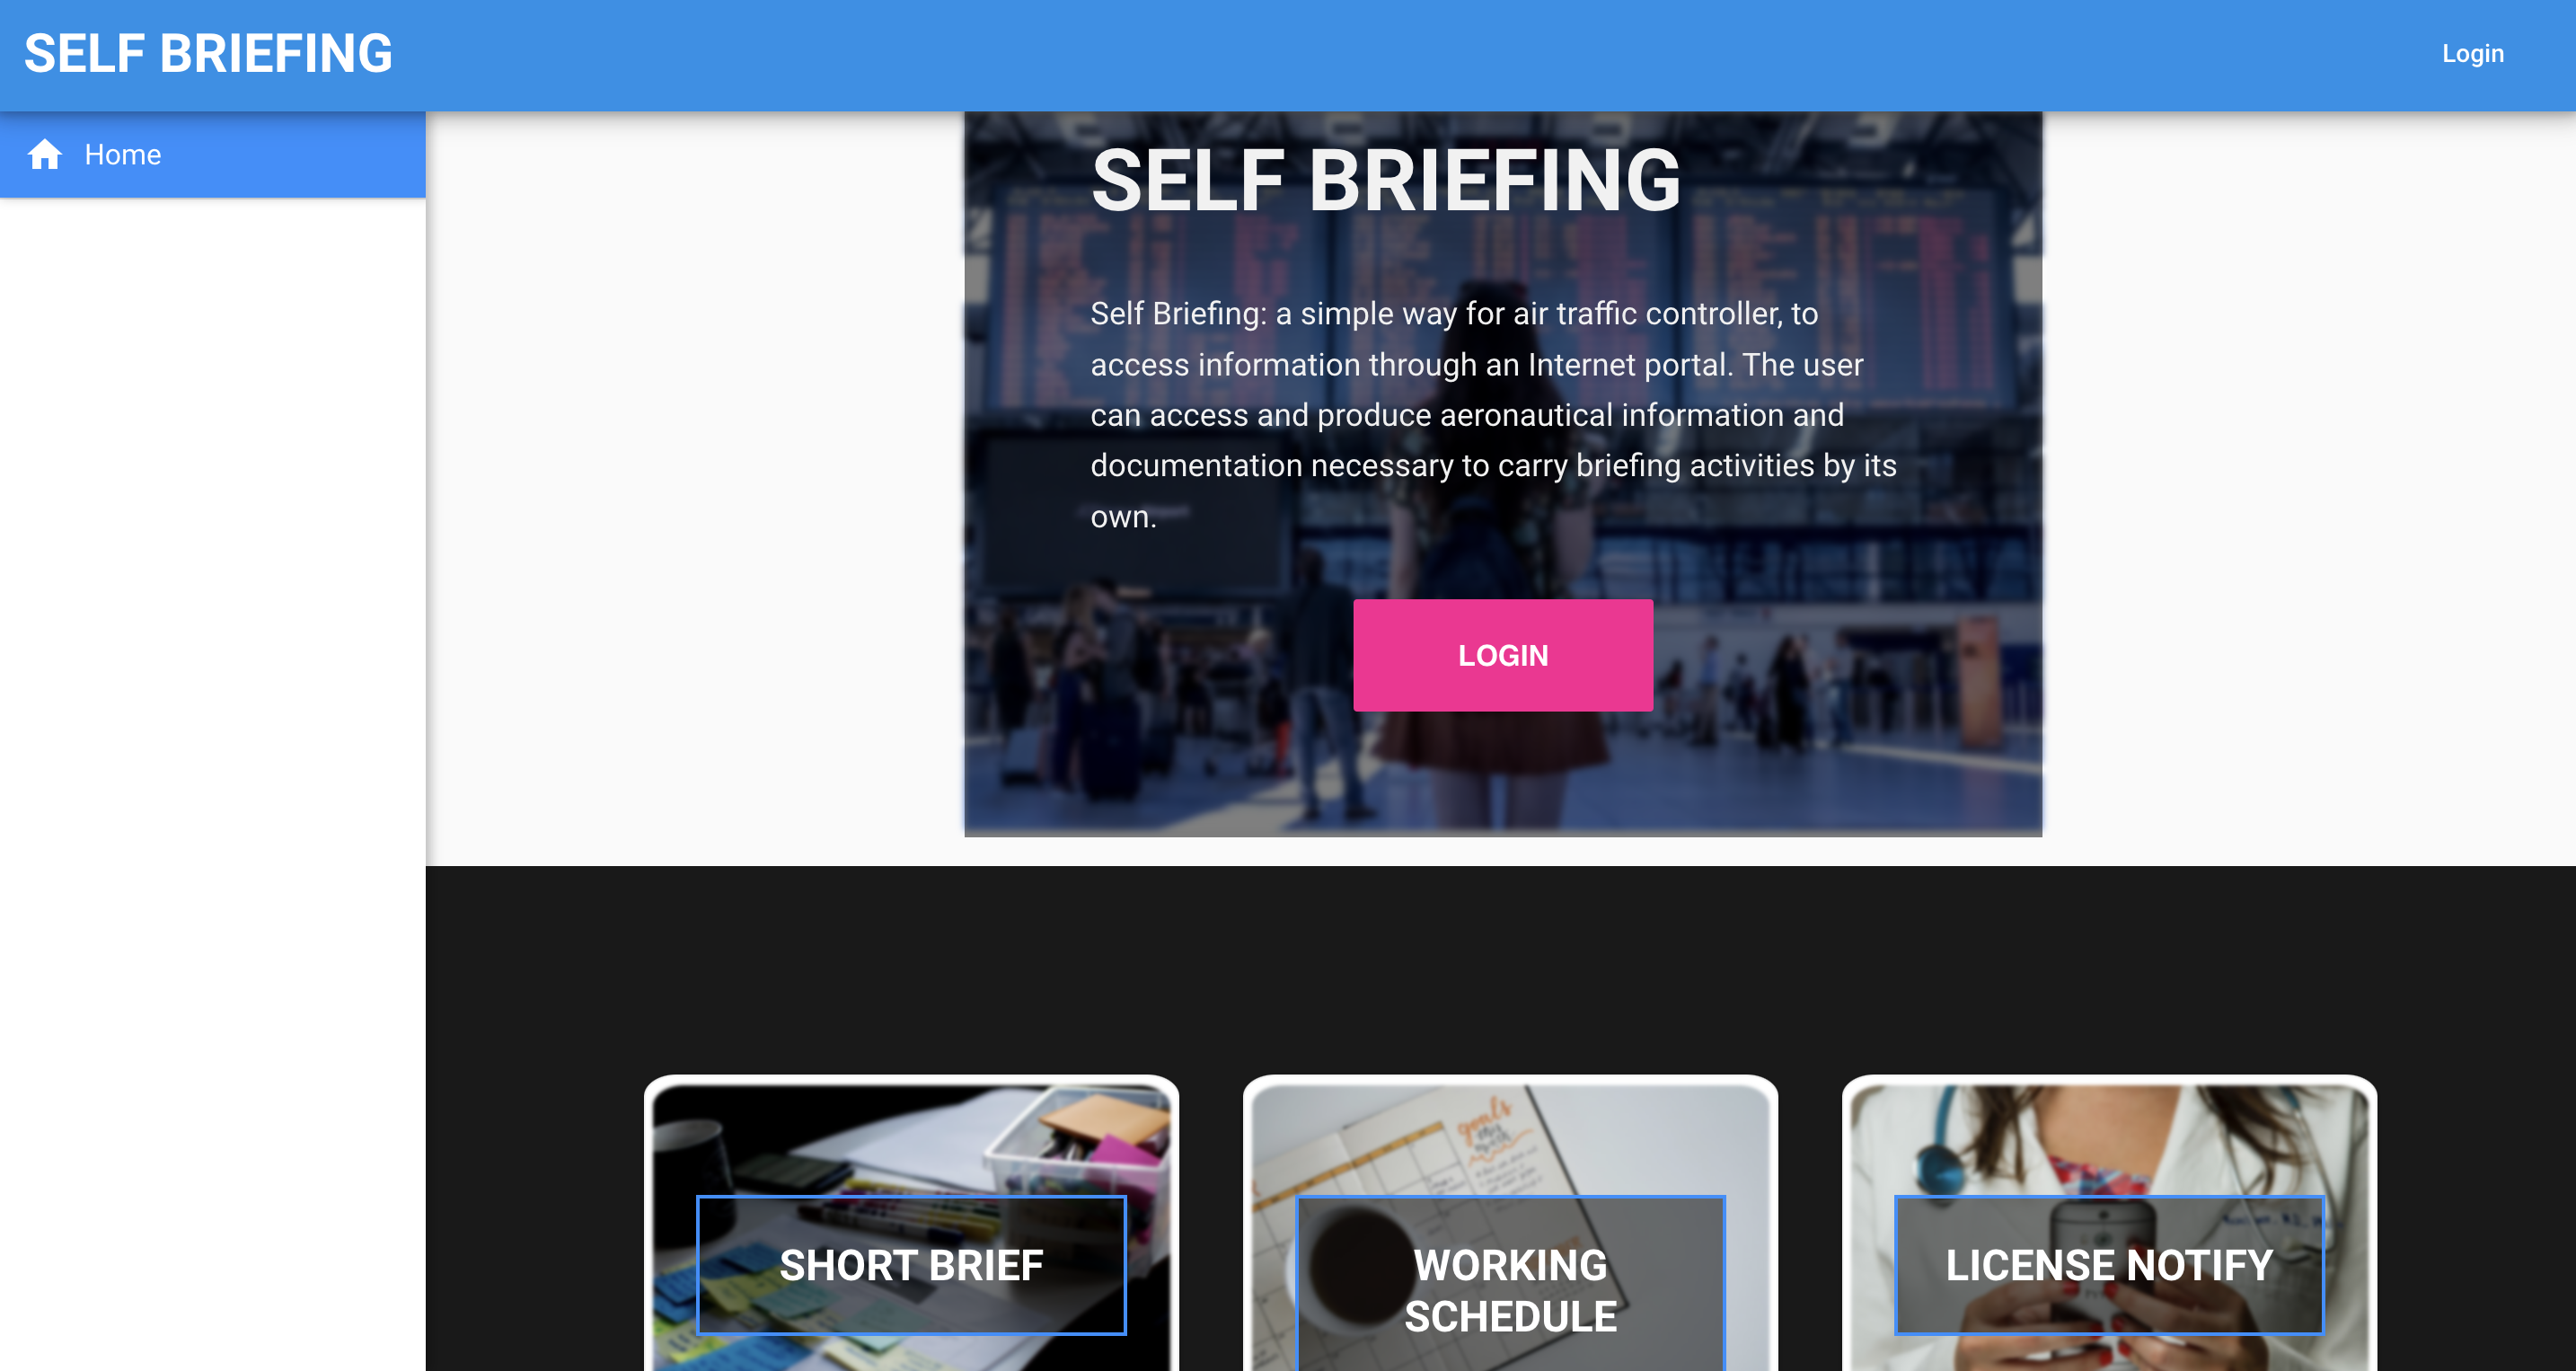 SELF BRIEFING
Login
Home
SELF BRIEFING
Self Briefing: a simple way for air traffic controller, to
access information through an Internet portal. The user
can access and produce aeronautical information and
documentation necessary to carry briefing activities by its
own.
LOGIN
goals
SHORT BRIEF
WORKING
SCHEDULE
LICENSE NOTIFY